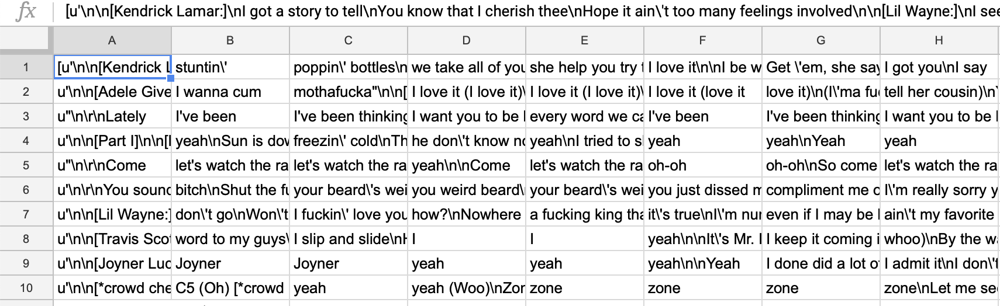 fx [u'\n\n[Kendrick Lamar:]\nI got a story to tell\nYou know that I cherish thee\nHope it ain\'t too many feelings involved\n\n[Lil Wayne:]\nI see
A B C D E F G H
1 [u'\n\n[Kendrick L stuntin\' poppin\' bottles\n we take all of you she help you try t I love it\n\nI be w Get \'em, she say I got you\nI say
2 u'\n\n[Adele Give I wanna cum mothafucka"\n\n[ I love it (I love it)\ I love it (I love it)\ I love it (love it love it)\n(I\'ma fu tell her cousin)\n
3 u"\n\r\nLately I've been I've been thinking I want you to be every word we ca I've been I've been thinking I want you to be
4 u'\n\n[Part I]\n\n[ yeah\nSun is dow freezin\' cold\nTh he don\'t know no yeah\nI tried to s yeah yeah\nYeah yeah
5 u"\n\r\nCome let's watch the ra let's watch the ra yeah\n\nCome let's watch the ra oh-oh oh-oh\nSo come let's watch the ra
6 u'\n\r\nYou sound bitch\nShut the fu your beard\'s wei you weird beard\ your beard\'s wei you just dissed m compliment me o I\'m really sorry y
7 u'\n\n[Lil Wayne:] don\'t go\nWon\'t I fuckin\' love you how?\nNowhere a fucking king tha it\'s true\nI\'m nu even if I may be ain\'t my favorite
8 u'\n\n[Travis Scot word to my guys\ I slip and slide\n I I yeah\n\nIt\'s Mr. I keep it coming i whoo)\nBy the wa
9 u'\n\n[Joyner Luc Joyner Joyner yeah yeah yeah\n\nYeah I done did a lot o I admit it\nI don\'t
10 u'\n\n[*crowd che C5 (Oh) [*crowd yeah yeah (Woo)\nZon zone zone zone zone\nLet me se